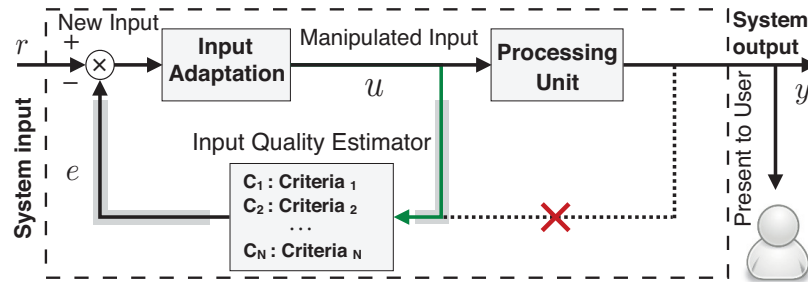 New Input
r
+
−
Input
Adaptation
Manipulated Input
u
Processing
Unit
System
output
y
System input
e
Input Quality Estimator
C1 : Criteria 1
C2 : Criteria 2
...
CN : Criteria N
Present to User